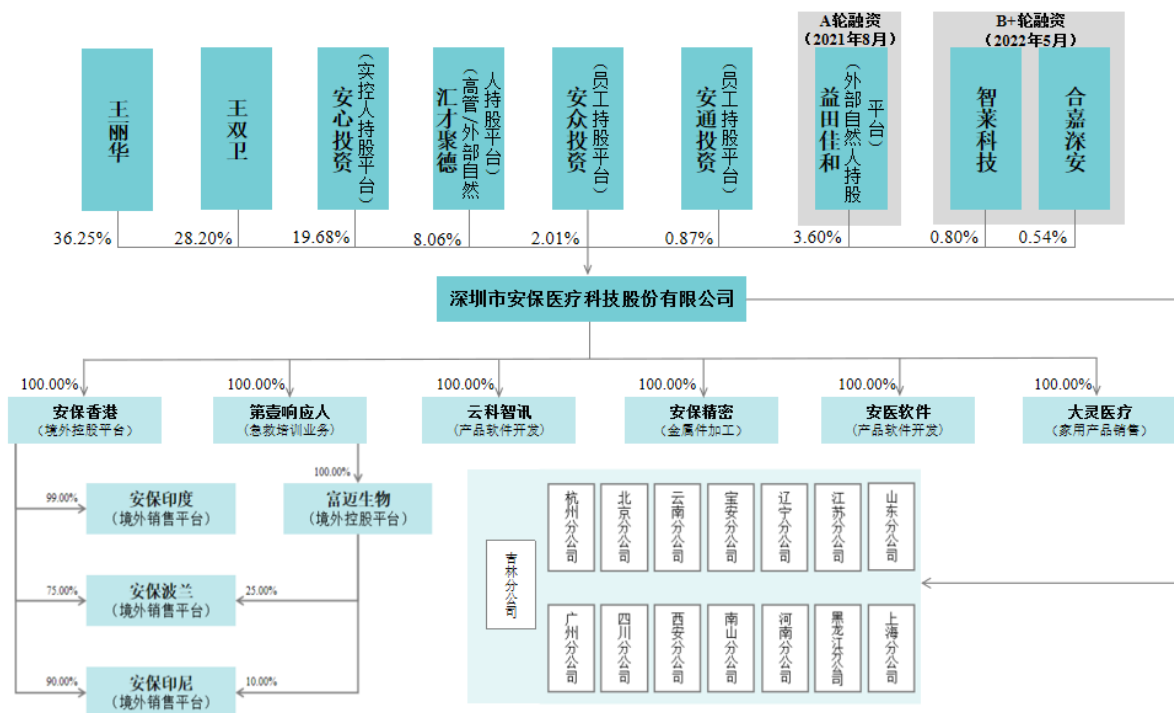 A轮融资
（2021年8月）
B+轮融资
（2022年5月）
王丽华
王双卫
安心投资
（实控人持股平台）
汇才聚德
（高管/外部自然
人持股平台）
安众投资
（员工持股平台）
安通投资
（员工持股平台）
益田佳和
（外部自然人持股
平台）
智莱科技
合嘉深安
36.25%
28.20%
19.68%
8.06%
2.01%
0.87%
3.60%
0.80%
0.54%
深圳市安保医疗科技股份有限公司
100.00%
100.00%
100.00%
100.00%
100.00%
100.00%
安保香港
（境外控股平台）
第壹响应人
（急救培训业务）
云科智讯
（产品软件开发）
安保精密
（金属件加工）
安医软件
（产品软件开发）
大灵医疗
（家用产品销售）
100.00%
99.00%
安保印度
（境外销售平台）
富迈生物
（境外控股平台）
75.00%
安保波兰
（境外销售平台）
25.00%
90.00%
安保印尼
（境外销售平台）
10.00%
吉林分公司
杭州分公司
北京分公司
云南分公司
宝安分公司
辽宁分公司
江苏分公司
山东分公司
广州分公司
四川分公司
西安分公司
南山分公司
河南分公司
黑龙江分公司
上海分公司